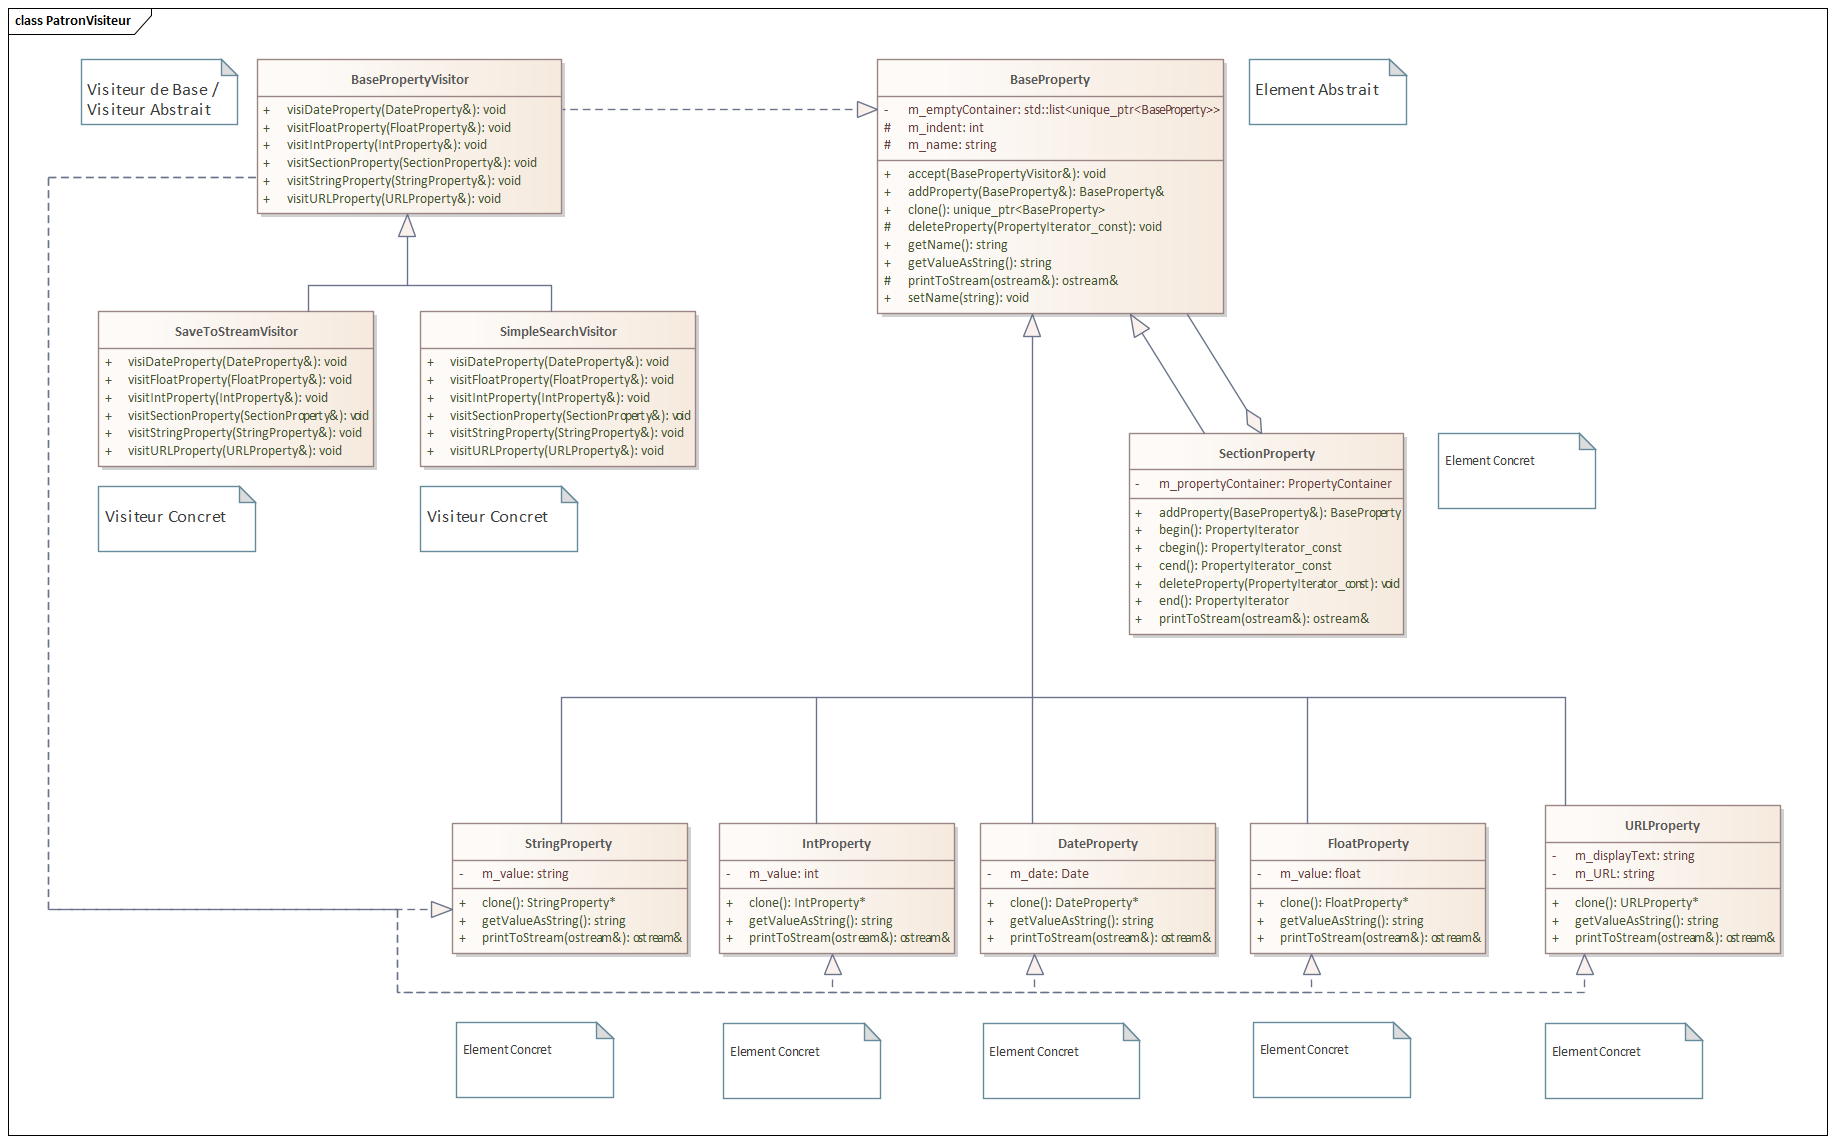 class PatronVisiteur
Visiteur de Base /
Visiteur Abstrait
BasePropertyVisitor
+ visiDateProperty(DateProperty&): void
+ visitFloatProperty(FloatProperty&): void
+ visitIntProperty(IntProperty&): void
+ visitSectionProperty(SectionProperty&): void
+ visitStringProperty(StringProperty&): void
+ visitURLProperty(URLProperty&): void
BaseProperty
- m_emptyContainer: std::list<unique_ptr<BaseProperty>>
# m_indent: int
# m_name: string
+ accept(BasePropertyVisitor&): void
+ addProperty(BaseProperty&): BaseProperty&
+ clone(): unique_ptr<BaseProperty>
# deleteProperty(PropertyIterator_const): void
+ getName(): string
+ getValueAsString(): string
# printToStream(ostream&): ostream&
+ setName(string): void
Element Abstrait
SaveToStreamVisitor
+ visiDateProperty(DateProperty&): void
+ visitFloatProperty(FloatProperty&): void
+ visitIntProperty(IntProperty&): void
+ visitSectionProperty(SectionProperty&): void
+ visitStringProperty(StringProperty&): void
+ visitURLProperty(URLProperty&): void
Visiteur Concret
SimpleSearchVisitor
+ visiDateProperty(DateProperty&): void
+ visitFloatProperty(FloatProperty&): void
+ visitIntProperty(IntProperty&): void
+ visitSectionProperty(SectionProperty&): void
+ visitStringProperty(StringProperty&): void
+ visitURLProperty(URLProperty&): void
Visiteur Concret
SectionProperty
- m_propertyContainer: PropertyContainer
+ addProperty(BaseProperty&): BaseProperty
+ begin(): PropertyIterator
+ cbegin(): PropertyIterator_const
+ cend(): PropertyIterator_const
+ deleteProperty(PropertyIterator_const): void
+ end(): PropertyIterator
+ printToStream(ostream&): ostream&
Element Concret
StringProperty
- m_value: string
+ clone(): StringProperty*
+ getValueAsString(): string
+ printToStream(ostream&): ostream&
IntProperty
- m_value: int
+ clone(): IntProperty*
+ getValueAsString(): string
+ printToStream(ostream&): ostream&
DateProperty
- m_date: Date
+ clone(): DateProperty*
+ getValueAsString(): string
+ printToStream(ostream&): ostream&
FloatProperty
- m_value: float
+ clone(): FloatProperty*
+ getValueAsString(): string
+ printToStream(ostream&): ostream&
URLProperty
- m_displayText: string
- m_URL: string
+ clone(): URLProperty*
+ getValueAsString(): string
+ printToStream(ostream&): ostream&
Element Concret
Element Concret
Element Concret
Element Concret
Element Concret